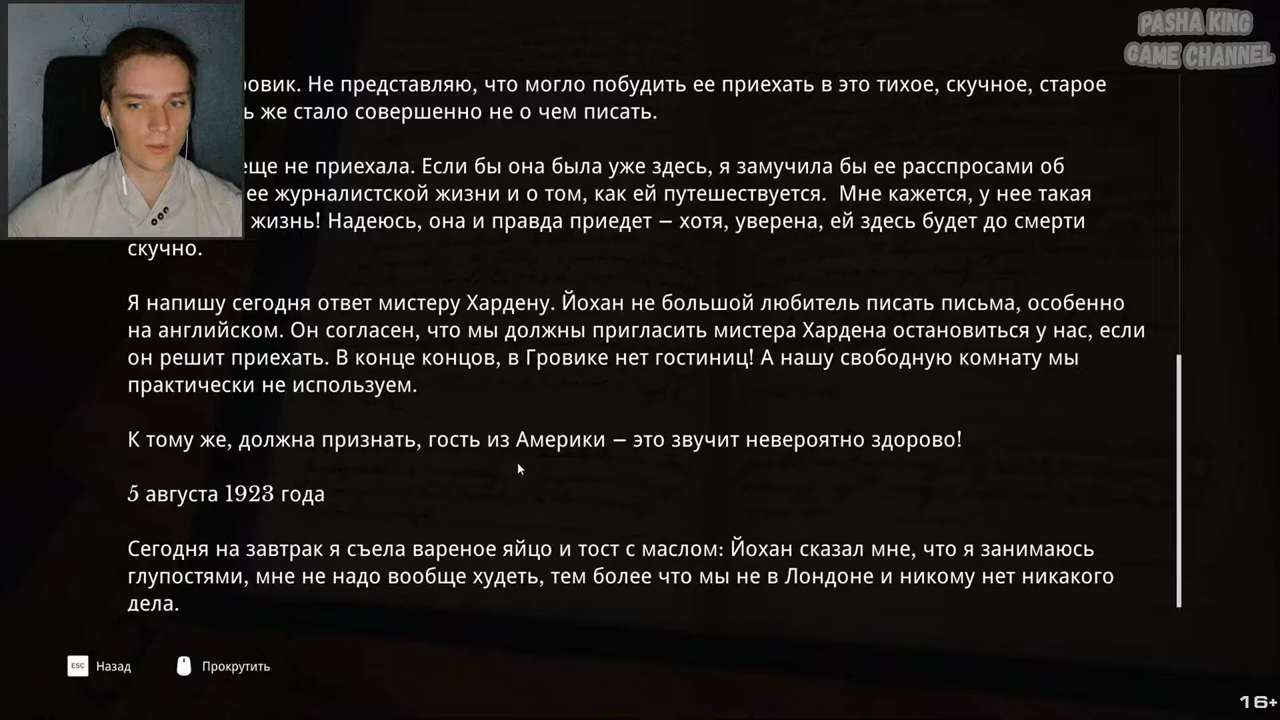 PASHA KING
GAME CHANNEL
Не представляю, что могло побудить ее приехать в это тихое, скучное, старое
же стало совершенно не о чем писать.
еще не приехала. Если бы она была уже здесь, я замучила бы ее расспросами об
ее журналистской жизни и о том, как ей путешествуется. Мне кажется, у нее такая
жизнь! Надеюсь, она и правда приедет – хотя, уверена, ей здесь будет до смерти
скучно.
Я напишу сегодня ответ мистеру Хардену. Йохан не большой любитель писать письма, особенно
на английском. Он согласен, что мы должны пригласить мистера Хардена остановиться у нас, если
он решит приехать. В конце концов, в Гровике нет гостиниц! А нашу свободную комнату мы
практически не используем.
К тому же, должна признать, гость из Америки – это звучит невероятно здорово!
5 августа 1923 года
Сегодня на завтрак я съела вареное яйцо и тост с маслом: Йохан сказал мне, что я занимаюсь
глупостями, мне не надо вообще худеть, тем более что мы не в Лондоне и никому нет никакого
дела.
ESC Назад Прокрутить
16+